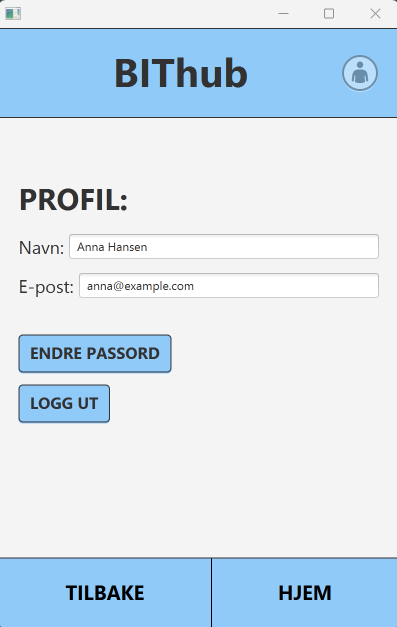 BIThub
PROFIL:
Navn: Anna Hansen
E-post: anna@example.com
ENDRE PASSORD
LOGG UT
TILBAKE HJEM